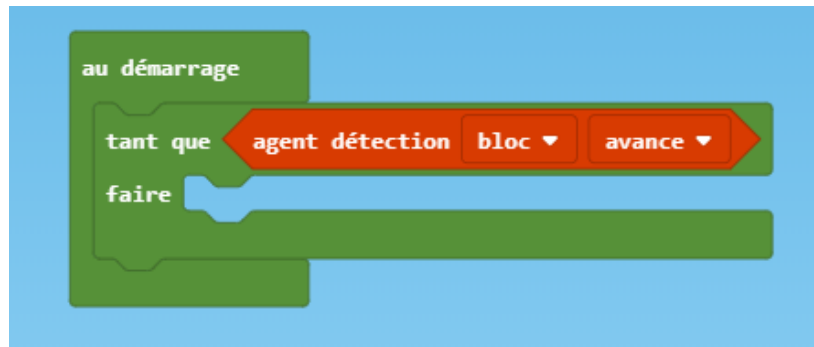 au démarrage
tant que agent détection bloc avance
faire